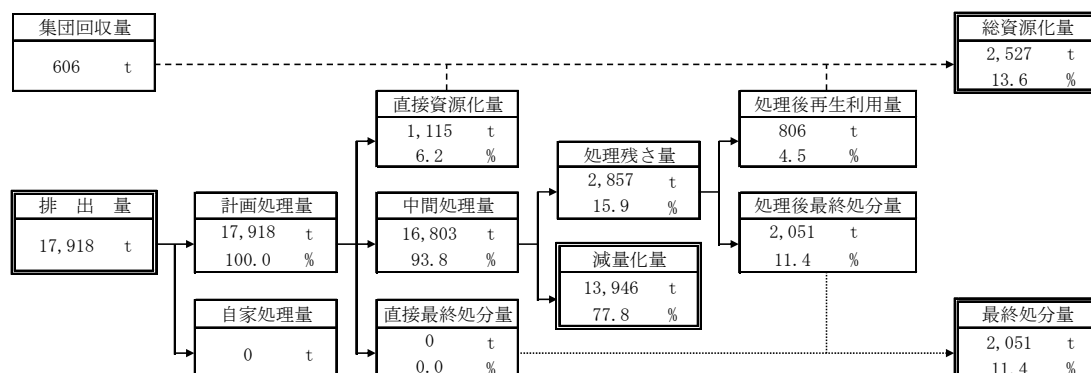 集団回収量
606 t
総資源化量
2,527 t
13.6 %
直接資源化量
1,115 t
6.2 %
処理後再生利用量
806 t
4.5 %
処理残さ量
2,857 t
15.9 %
排 出 量
17,918 t
計画処理量
17,918 t
100.0 %
中間処理量
16,803 t
93.8 %
処理後最終処分量
2,051 t
11.4 %
減量化量
13,946 t
77.8 %
自家処理量
0 t
直接最終処分量
0 t
0.0 %
最終処分量
2,051 t
11.4 %